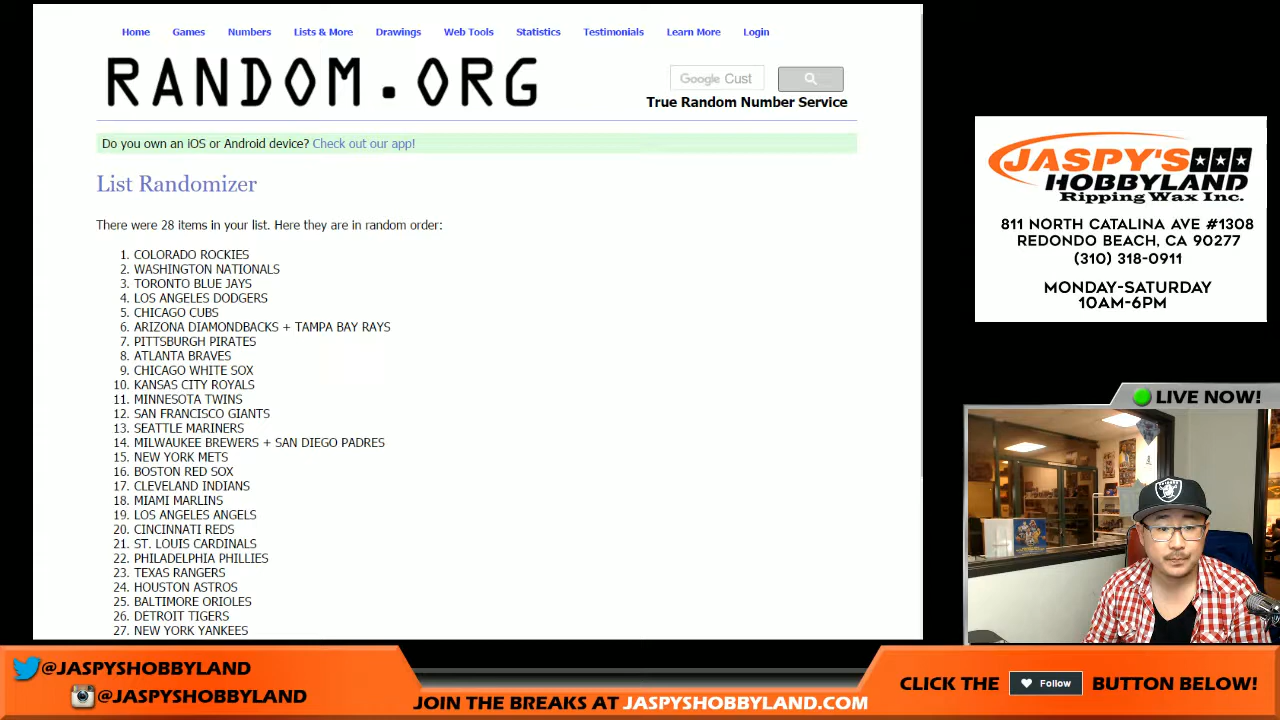 Home Games Numbers Lists & More Drawings Web Tools Statistics Testimonials Learn More Login
RANDOM.ORG
Google Cust
True Random Number Service
Do you own an iOS or Android device? Check out our app!
List Randomizer
There were 28 items in your list. Here they are in random order:
1. COLORADO ROCKIES
2. WASHINGTON NATIONALS
3. TORONTO BLUE JAYS
4. LOS ANGELES DODGERS
5. CHICAGO CUBS
6. ARIZONA DIAMONDBACKS + TAMPA BAY RAYS
7. PITTSBURGH PIRATES
8. ATLANTA BRAVES
9. CHICAGO WHITE SOX
10. KANSAS CITY ROYALS
11. MINNESOTA TWINS
12. SAN FRANCISCO GIANTS
13. SEATTLE MARINERS
14. MILWAUKEE BREWERS + SAN DIEGO PADRES
15. NEW YORK METS
16. BOSTON RED SOX
17. CLEVELAND INDIANS
18. MIAMI MARLINS
19. LOS ANGELES ANGELS
20. CINCINNATI REDS
21. ST. LOUIS CARDINALS
22. PHILADELPHIA PHILLIES
23. TEXAS RANGERS
24. HOUSTON ASTROS
25. BALTIMORE ORIOLES
26. DETROIT TIGERS
27. NEW YORK YANKEES
JASPY'S
HOBBYLAND
Ripping Wax Inc.
811 NORTH CATALINA AVE #1308
REDONDO BEACH, CA 90277
(310) 318-0911
MONDAY-SATURDAY
10AM-6PM
LIVE NOW!
@JASPYSHOBBYLAND
@JASPYSHOBBYLAND
JOIN THE BREAKS AT JASPYSHOBBYLAND.COM
CLICK THE Follow BUTTON BELOW!